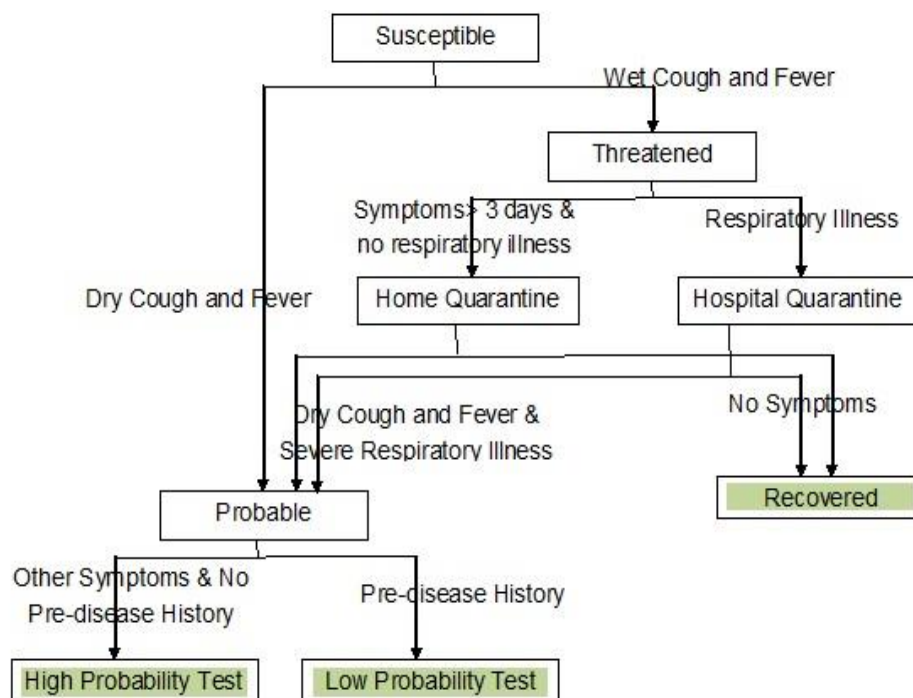 Susceptible
Wet Cough and Fever
Threatened
Symptoms> 3 days &
no respiratory illness
Respiratory Illness
Dry Cough and Fever
Home Quarantine
Hospital Quarantine
Dry Cough and Fever &
Severe Respiratory Illness
No Symptoms
Recovered
Probable
Other Symptoms & No
Pre-disease History
Pre-disease History
High Probability Test
Low Probability Test